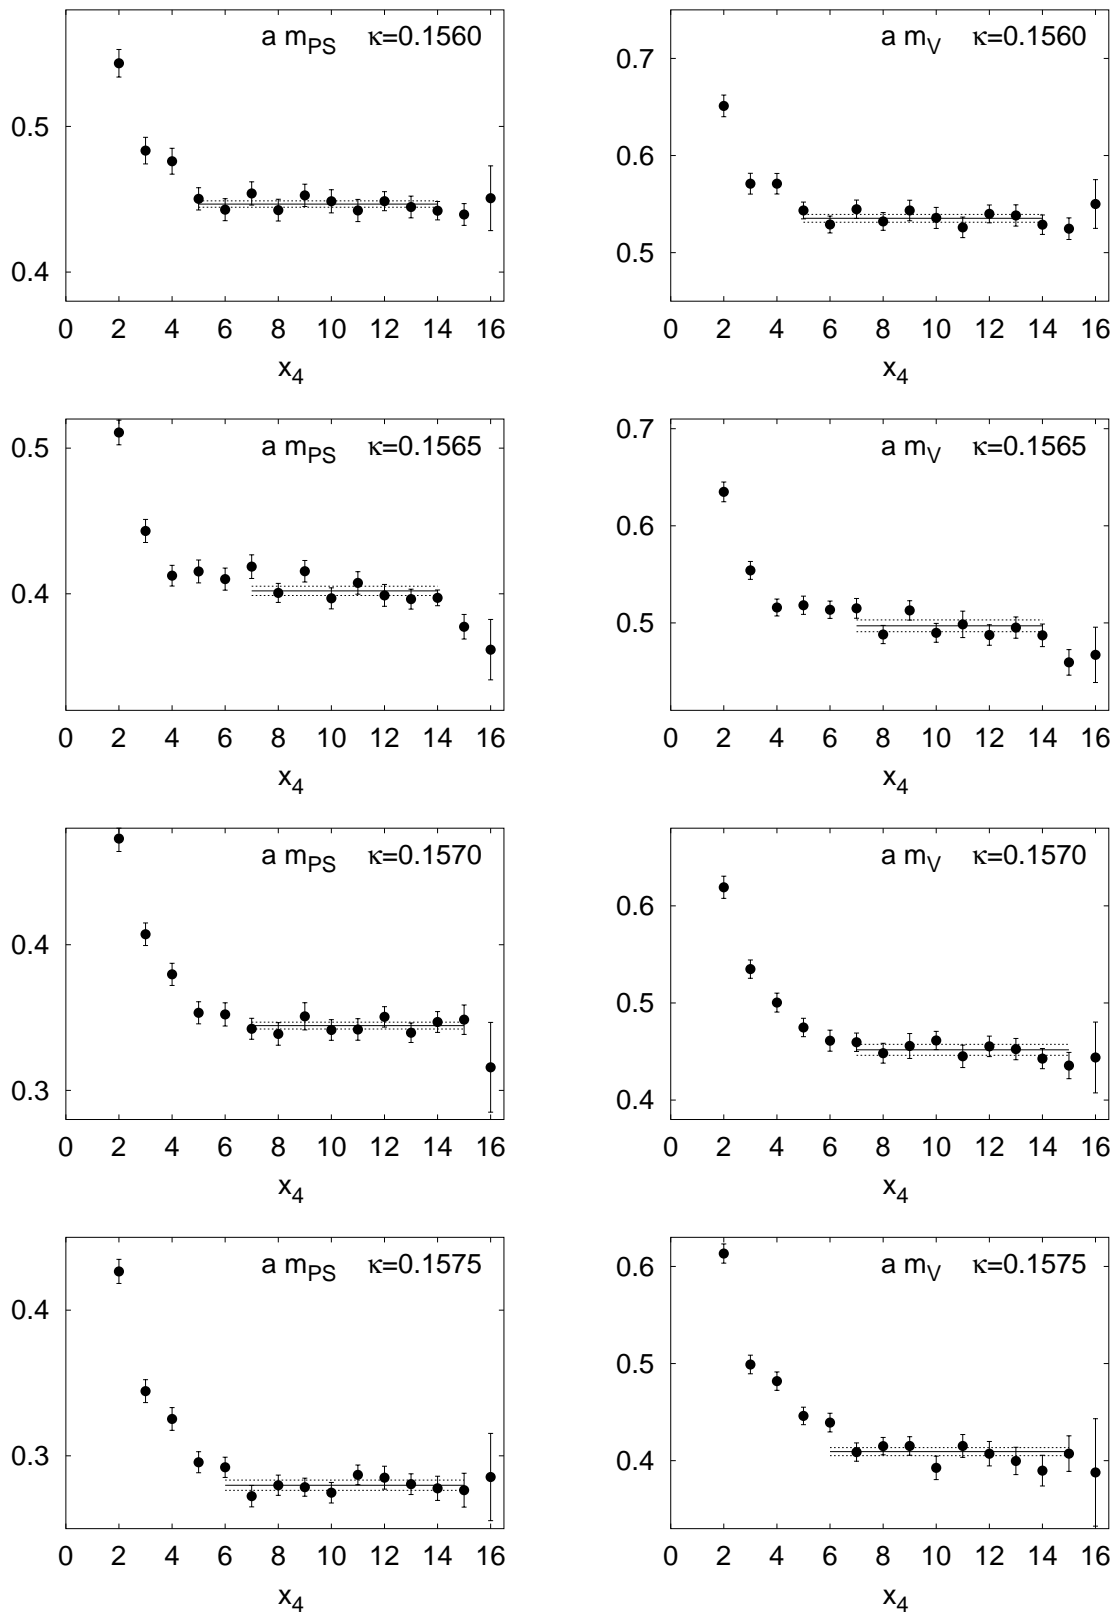 a m_PS κ=0.1560
0.5
0.4
0 2 4 6 8 10 12 14 16
x_4
a m_V κ=0.1560
0.7
0.6
0.5
0 2 4 6 8 10 12 14 16
x_4
a m_PS κ=0.1565
0.5
0.4
0 2 4 6 8 10 12 14 16
x_4
a m_V κ=0.1565
0.7
0.6
0.5
0 2 4 6 8 10 12 14 16
x_4
a m_PS κ=0.1570
0.4
0.3
0 2 4 6 8 10 12 14 16
x_4
a m_V κ=0.1570
0.6
0.5
0.4
0 2 4 6 8 10 12 14 16
x_4
a m_PS κ=0.1575
0.4
0.3
0 2 4 6 8 10 12 14 16
x_4
a m_V κ=0.1575
0.6
0.5
0.4
0 2 4 6 8 10 12 14 16
x_4